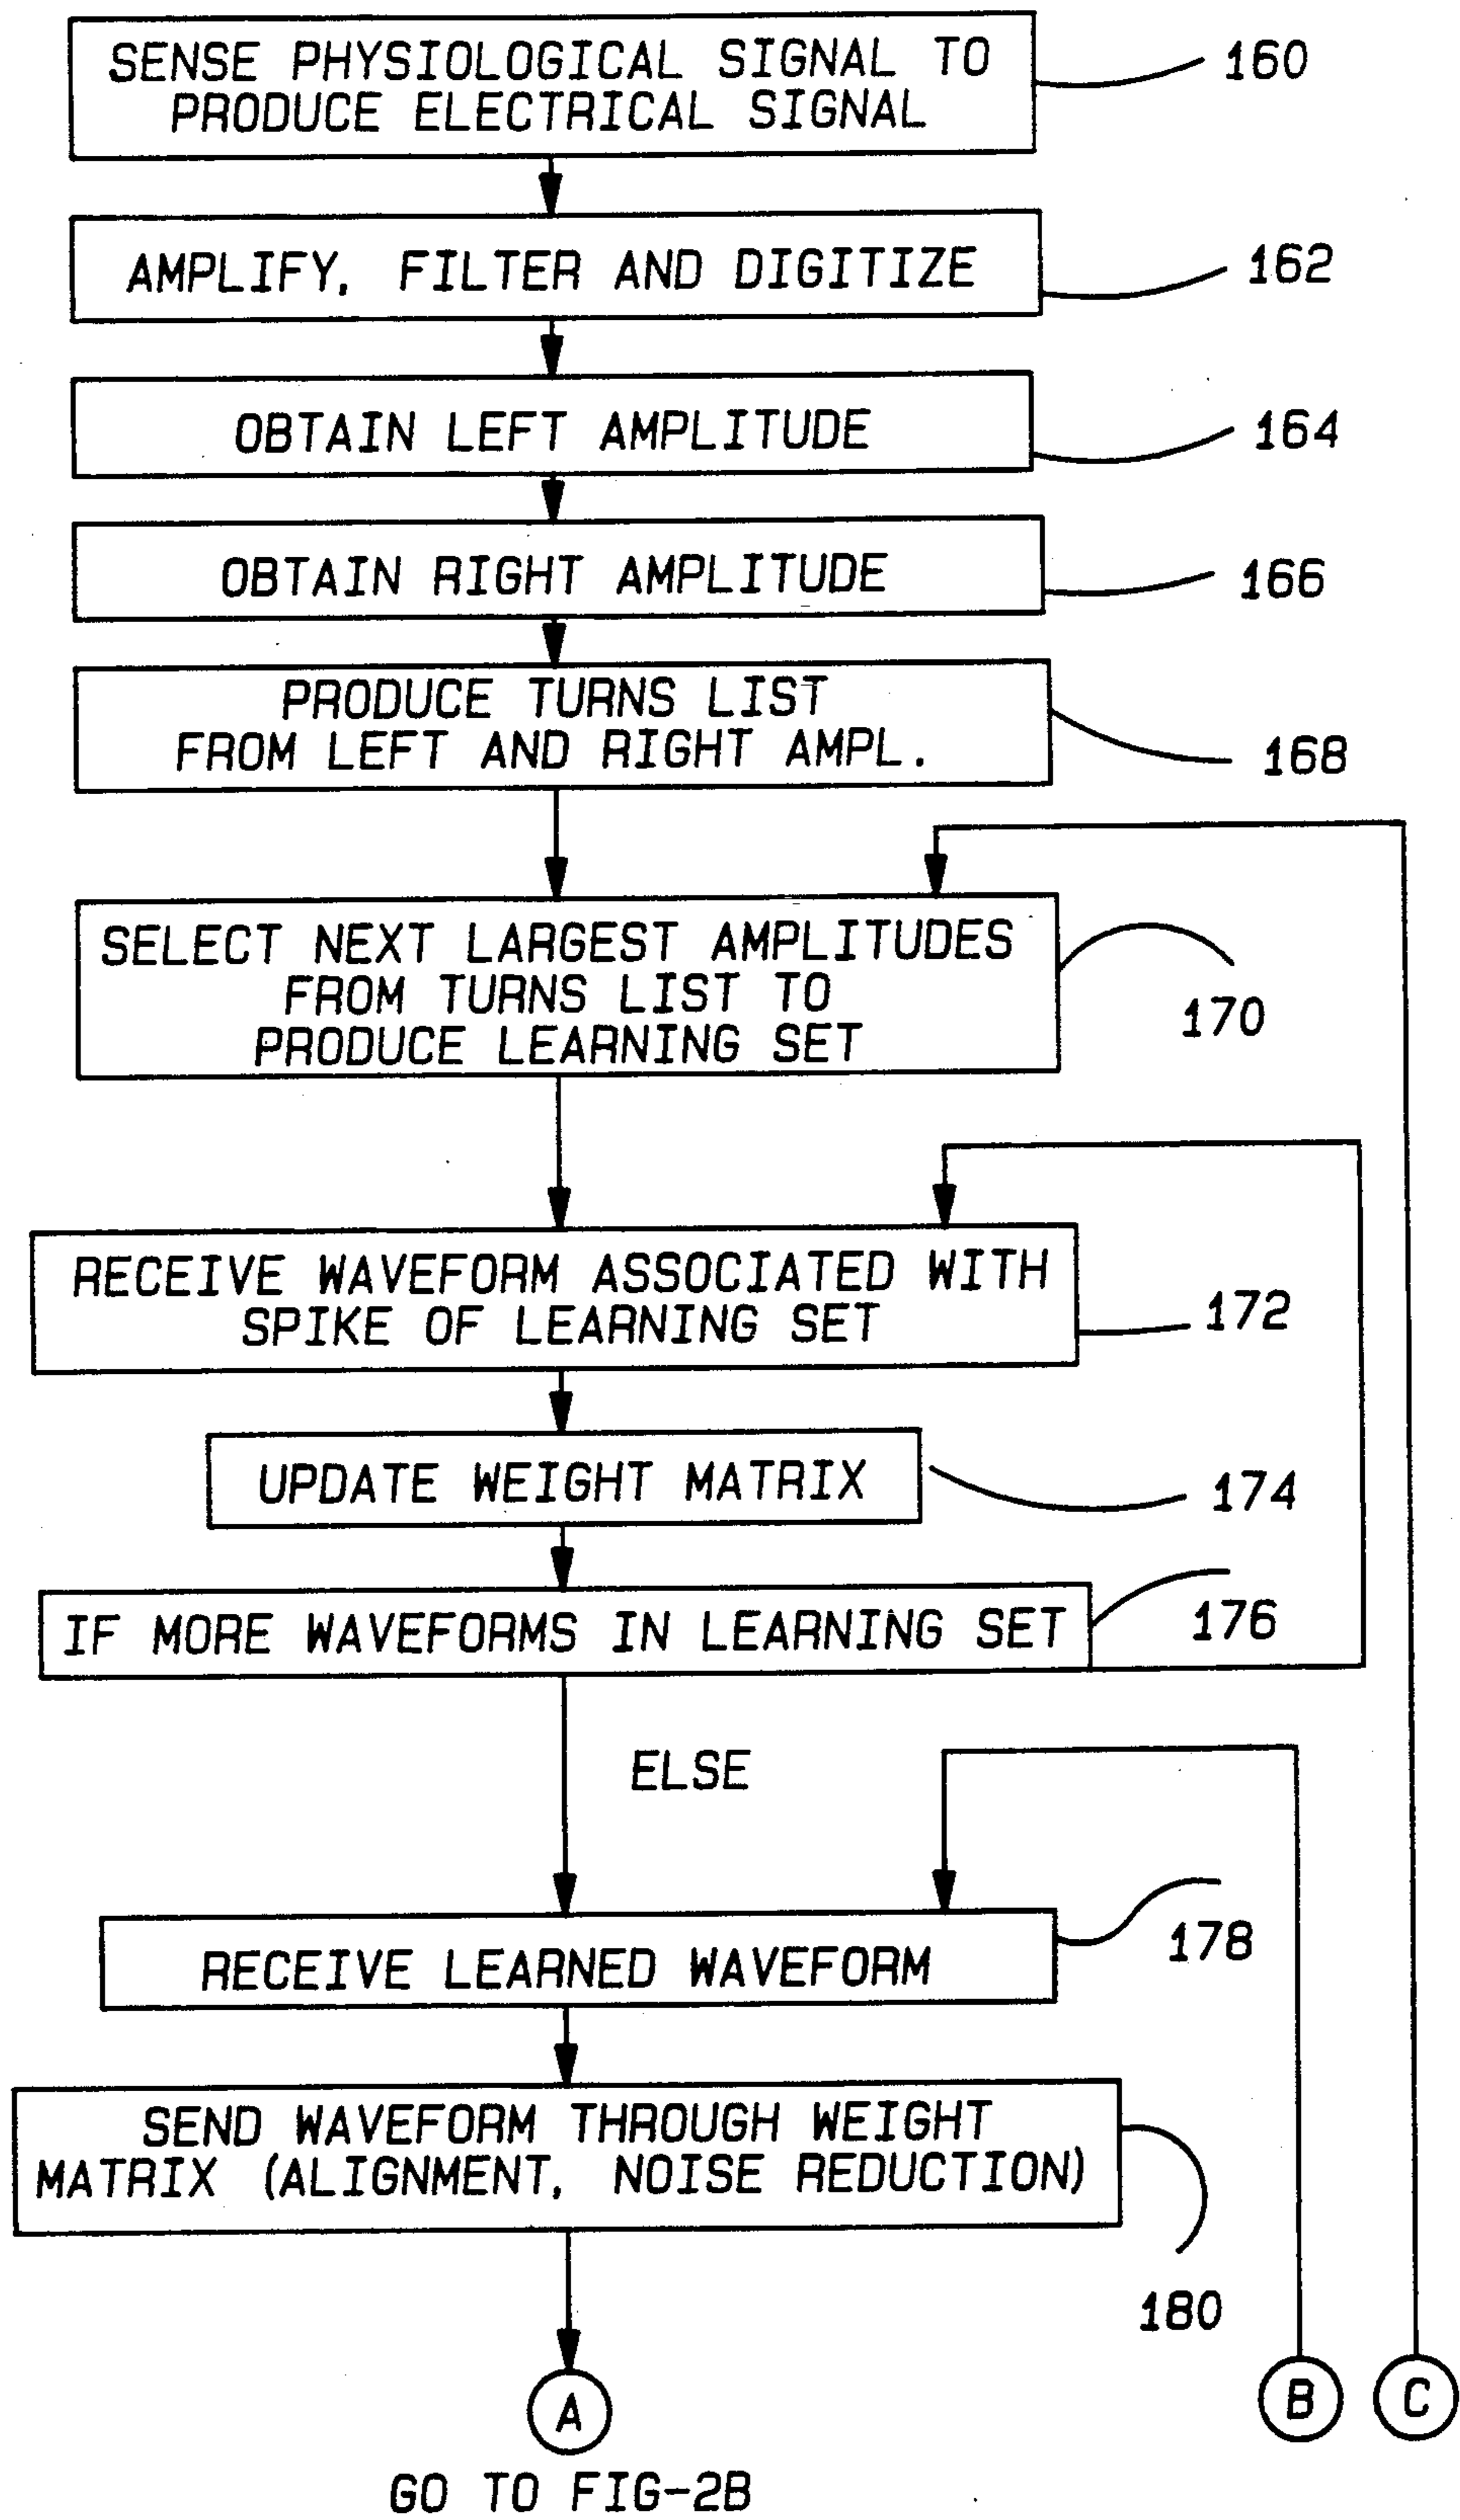 SENSE PHYSIOLOGICAL SIGNAL TO
PRODUCE ELECTRICAL SIGNAL
160
AMPLIFY, FILTER AND DIGITIZE
162
OBTAIN LEFT AMPLITUDE
164
OBTAIN RIGHT AMPLITUDE
166
PRODUCE TURNS LIST
FROM LEFT AND RIGHT AMPL.
168
SELECT NEXT LARGEST AMPLITUDES
FROM TURNS LIST TO
PRODUCE LEARNING SET
170
RECEIVE WAVEFORM ASSOCIATED WITH
SPIKE OF LEARNING SET
172
UPDATE WEIGHT MATRIX
174
IF MORE WAVEFORMS IN LEARNING SET
176
ELSE
RECEIVE LEARNED WAVEFORM
178
SEND WAVEFORM THROUGH WEIGHT
MATRIX (ALIGNMENT, NOISE REDUCTION)
180
A
B
C
GO TO FIG-2B